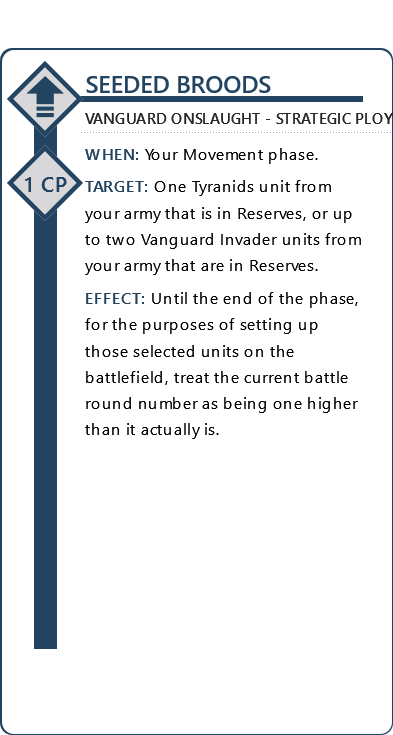 SEEDED BROODS
VANGUARD ONSLAUGHT - STRATEGIC PLOY
WHEN: Your Movement phase.
1 CP
TARGET: One Tyranids unit from
your army that is in Reserves, or up
to two Vanguard Invader units from
your army that are in Reserves.
EFFECT: Until the end of the phase,
for the purposes of setting up
those selected units on the
battlefield, treat the current battle
round number as being one higher
than it actually is.